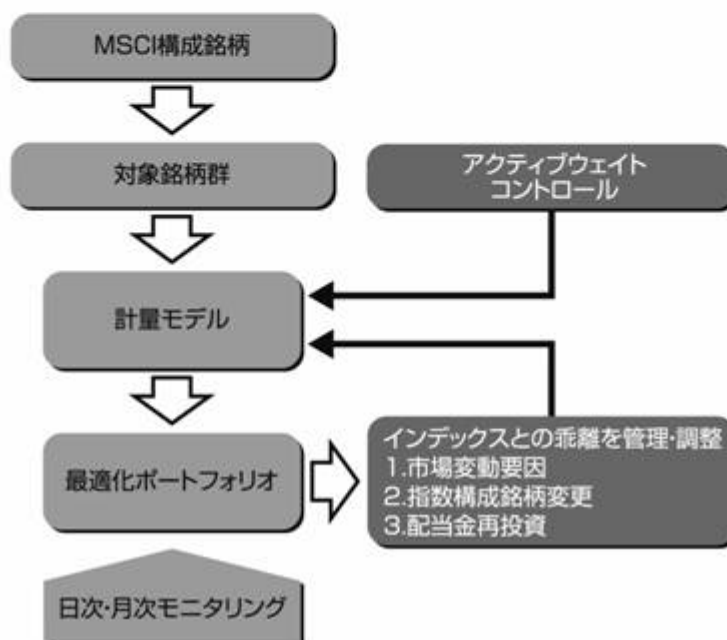 MSCI構成銘柄
対象銘柄群
アクティブウェイト
コントロール
計量モデル
最適化ポートフォリオ
インデックスとの乖離を管理・調整
1.市場変動要因
2.指数構成銘柄変更
3.配当金再投資
日次・月次モニタリング